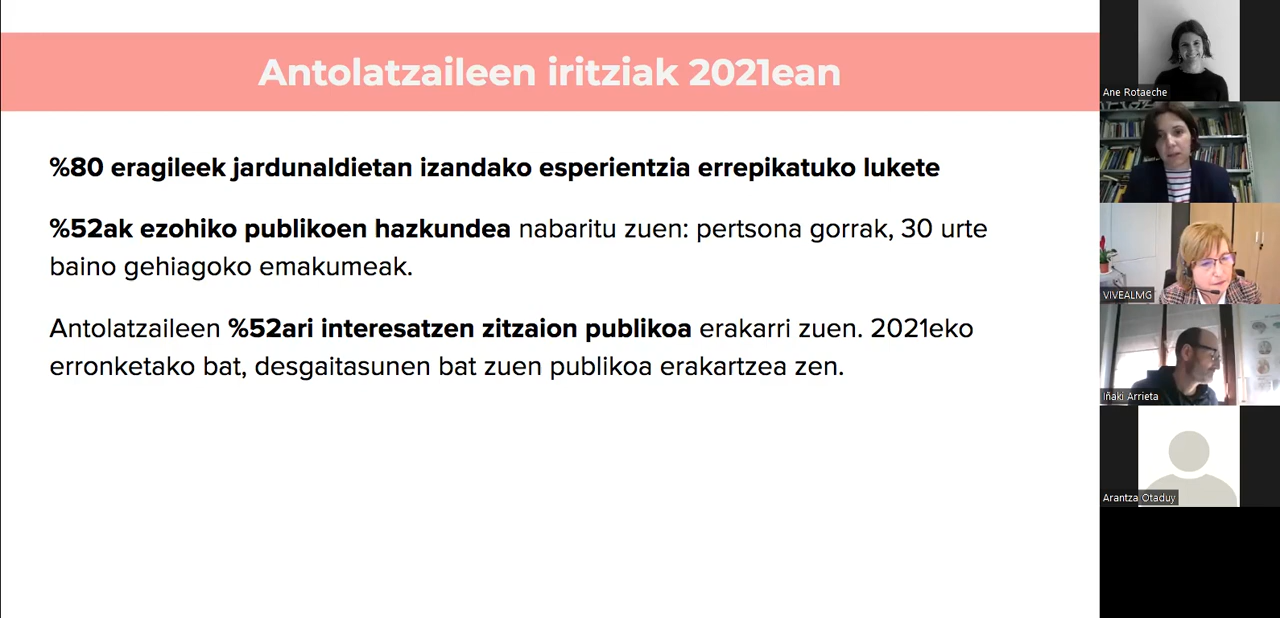 Antolatzaileen iritziak 2021ean
%80 eragileek jardunaldietan izandako esperientzia errepikatuko lukete
%52ak ezohiko publikoen hazkundea nabaritu zuen: pertsona gorrak, 30 urte
baino gehiagoko emakumeak.
Antolatzaileen %52ari interesatzen zitzaion publikoa erakarri zuen. 2021eko
erronketako bat, desgaitasunen bat zuen publikoa erakartzea zen.
Ane Rotaeche
VIVEALMG
Iñaki Arrieta
Arantza Otaduy